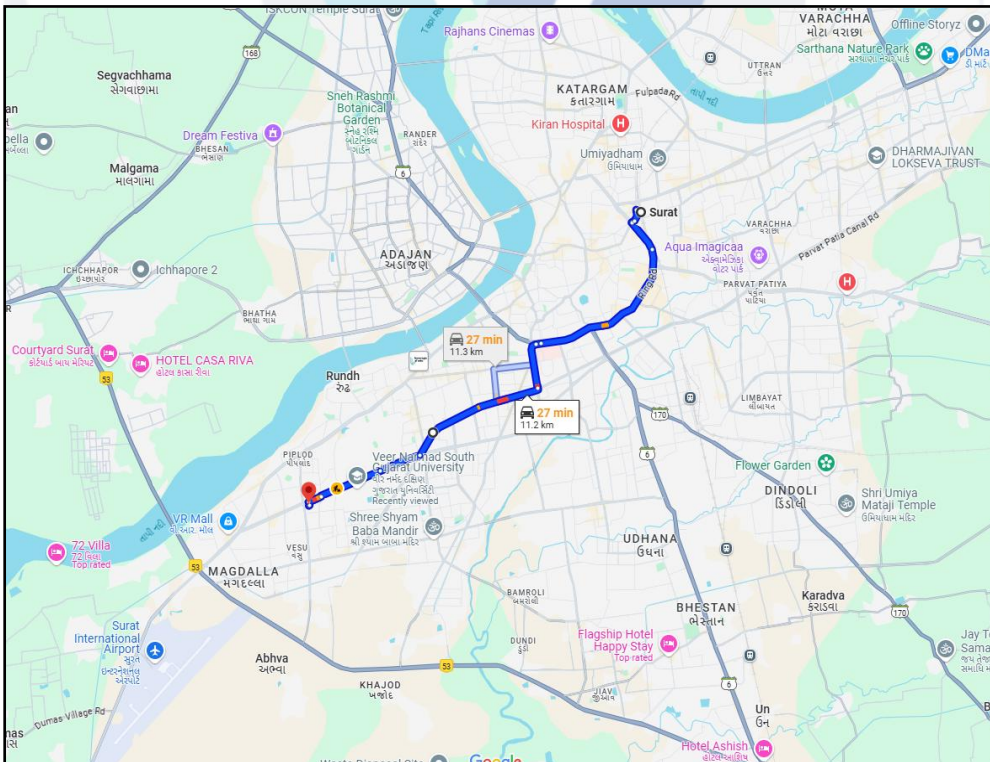 ISKCON Temple Surat
Rajhans Cinemas
VARACHHA
મોટા વરાછા
Offline Storyz
Sarthana Nature Park
DMa
168
Segvachhama
સેગવાછામા
Sneh Rashmi
Botanical
Garden
RANDER
Dream Festiva
BHESAN
KATARGAM
કતારગામ
Fulpada Rd
UTTRAN
Kiran Hospital
H
Umiyadham
DHARMAJIVAN
LOKSEVA TRUST
Malgama
માલગામા
6
Surat
VARACHHA
Parvat Patia Canal Rd
ADAJAN
અડાજણ
Aqua Imagicaa
PARVAT PATIYA
H
ICHCHHAPOR
Ichhapore 2
BHATHA
Courtyard Surat
HOTEL CASA RIVA
53
27 min
11.3 km
Rundh
રુંઢ
27 min
11.2 km
LIMBAYAT
170
6
PIPLOD
Veer Narmad South
Gujarat University
Recently viewed
Flower Garden
DINDOLI
ડિંડોલી
Shri Umiya
Mataji Temple
VR Mall
Shree Shyam
Baba Mandir
UDHANA
ઉધના
72 Villa
Top rated
VESU
વેસુ
53
MAGDALLA
મગદલ્લા
BAMROLI
BHESTAN
ભેસ્તાન
Karadva
કરાડવા
170
Surat
International
Airport
DUNDI
Flagship Hotel
Happy Stay
Top rated
Abhva
આભ્વા
53
KHAJOD
ખજોદ
JIAV
6
Un
ઉન
Dumas Village Rd
Hotel Ashish
Google